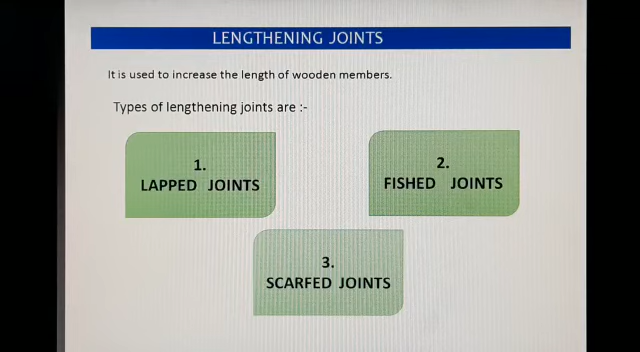 LENGTHENING JOINTS
It is used to increase the length of wooden members.
Types of lengthening joints are :-
1.
LAPPED JOINTS
2.
FISHED JOINTS
3.
SCARFED JOINTS